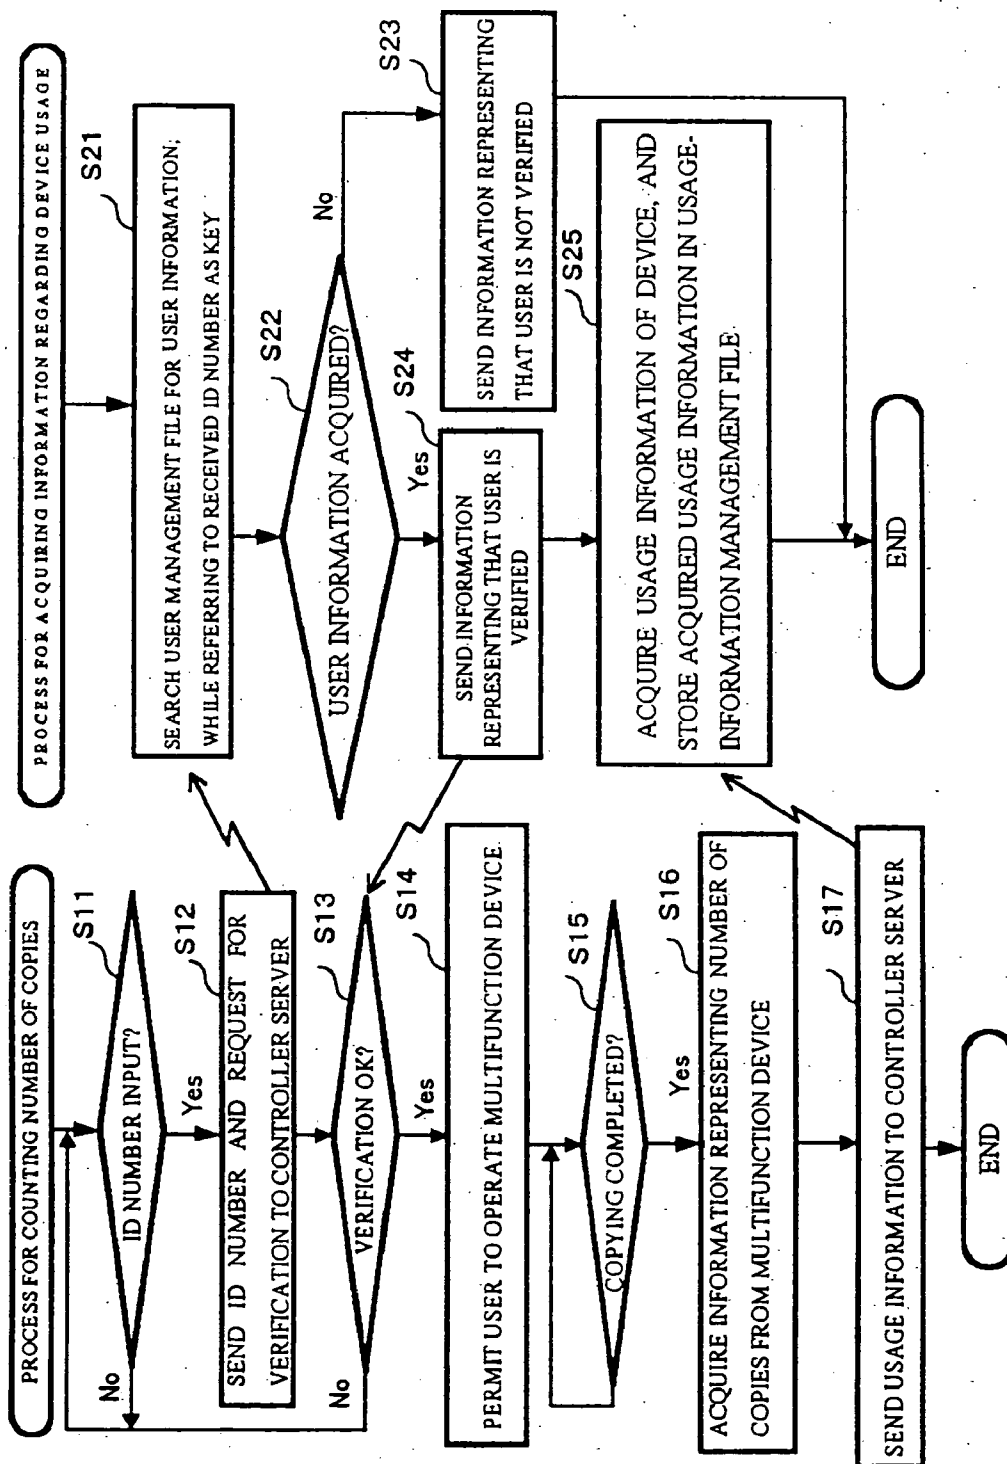 PROCESS FOR COUNTING NUMBER OF COPIES
S11
ID NUMBER INPUT?
No
Yes
S12
SEND ID NUMBER AND REQUEST FOR
VERIFICATION TO CONTROLLER SERVER
S13
VERIFICATION OK?
No
Yes
S14
PERMIT USER TO OPERATE MULTIFUNCTION DEVICE
S15
COPYING COMPLETED?
Yes
S16
ACQUIRE INFORMATION REPRESENTING NUMBER OF
COPIES FROM MULTIFUNCTION DEVICE
S17
SEND USAGE INFORMATION TO CONTROLLER SERVER
END
PROCESS FOR ACQUIRING INFORMATION REGARDING DEVICE USAGE
S21
SEARCH USER MANAGEMENT FILE FOR USER INFORMATION;
WHILE REFERRING TO RECEIVED ID NUMBER AS KEY
S22
USER INFORMATION ACQUIRED?
No
Yes
S23
SEND INFORMATION REPRESENTING
THAT USER IS NOT VERIFIED
S24
SEND INFORMATION
REPRESENTING THAT USER IS
VERIFIED
S25
ACQUIRE USAGE INFORMATION OF DEVICE, AND
STORE ACQUIRED USAGE INFORMATION IN USAGE-
INFORMATION MANAGEMENT FILE
END